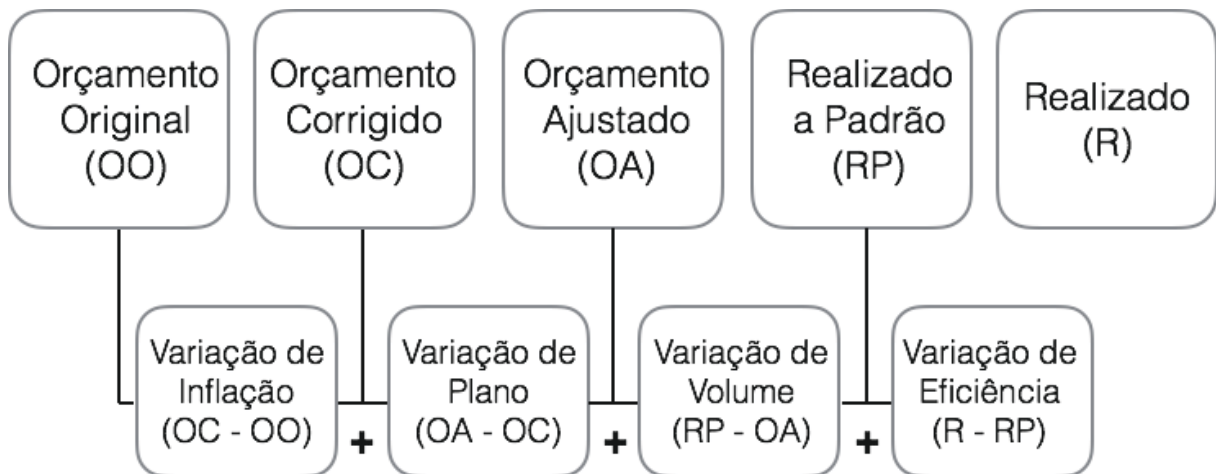 Orçamento
Original
(OO)
Orçamento
Corrigido
(OC)
Orçamento
Ajustado
(OA)
Realizado
a Padrão
(RP)
Realizado
(R)
Variação de
Inflação
(OC - OO)
+
Variação de
Plano
(OA - OC)
+
Variação de
Volume
(RP - OA)
+
Variação de
Eficiência
(R - RP)